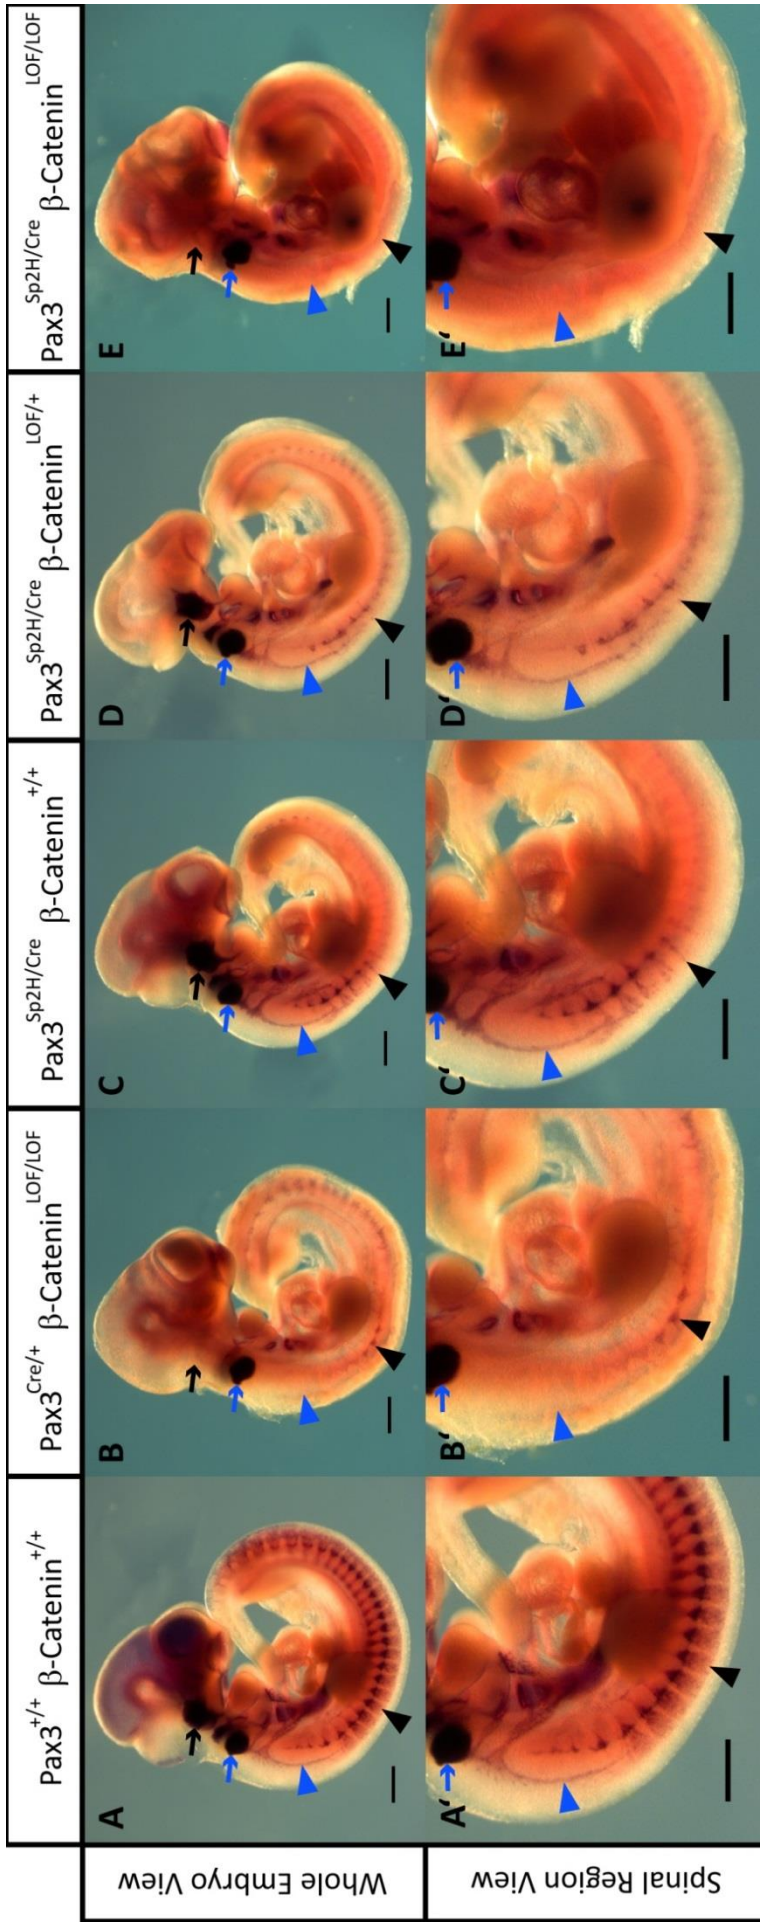 Pax3+/+ β-Catenin+/+
Pax3Cre/+ β-CateninLOF/LOF
Pax3Sp2H/Cre β-Catenin+/+
Pax3Sp2H/Cre β-CateninLOF/+
Pax3Sp2H/Cre β-CateninLOF/LOF
Whole Embryo View
A
B
C
D
E
Spinal Region View
A'
B'
C'
D'
E'